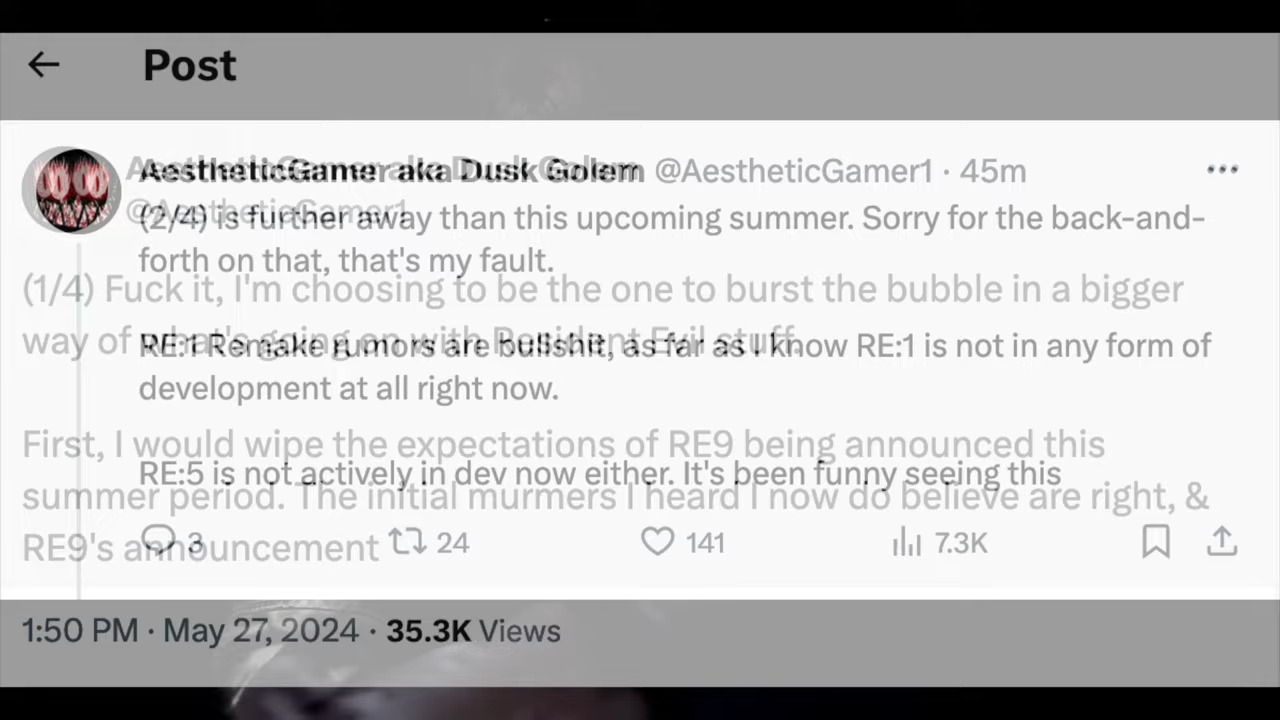 Post
AestheticGamer aka Dusk Golem @AestheticGamer1 · 45m
@AestheticGamer1
(2/4) is further away than this upcoming summer. Sorry for the back-and-
forth on that, that's my fault.
(1/4) Fuck it, I'm choosing to be the one to burst the bubble in a bigger
way of what's going on with Resident Evil stuff.
RE:1 Remake rumors are bullshit, as far as I know RE:1 is not in any form of
development at all right now.
First, I would wipe the expectations of RE9 being announced this
RE:5 is not actively in dev now either. It's been funny seeing this
summer period. The initial murmers I heard I now do believe are right, &
RE9's announcement
3 24 141 7.3K
1:50 PM · May 27, 2024 · 35.3K Views